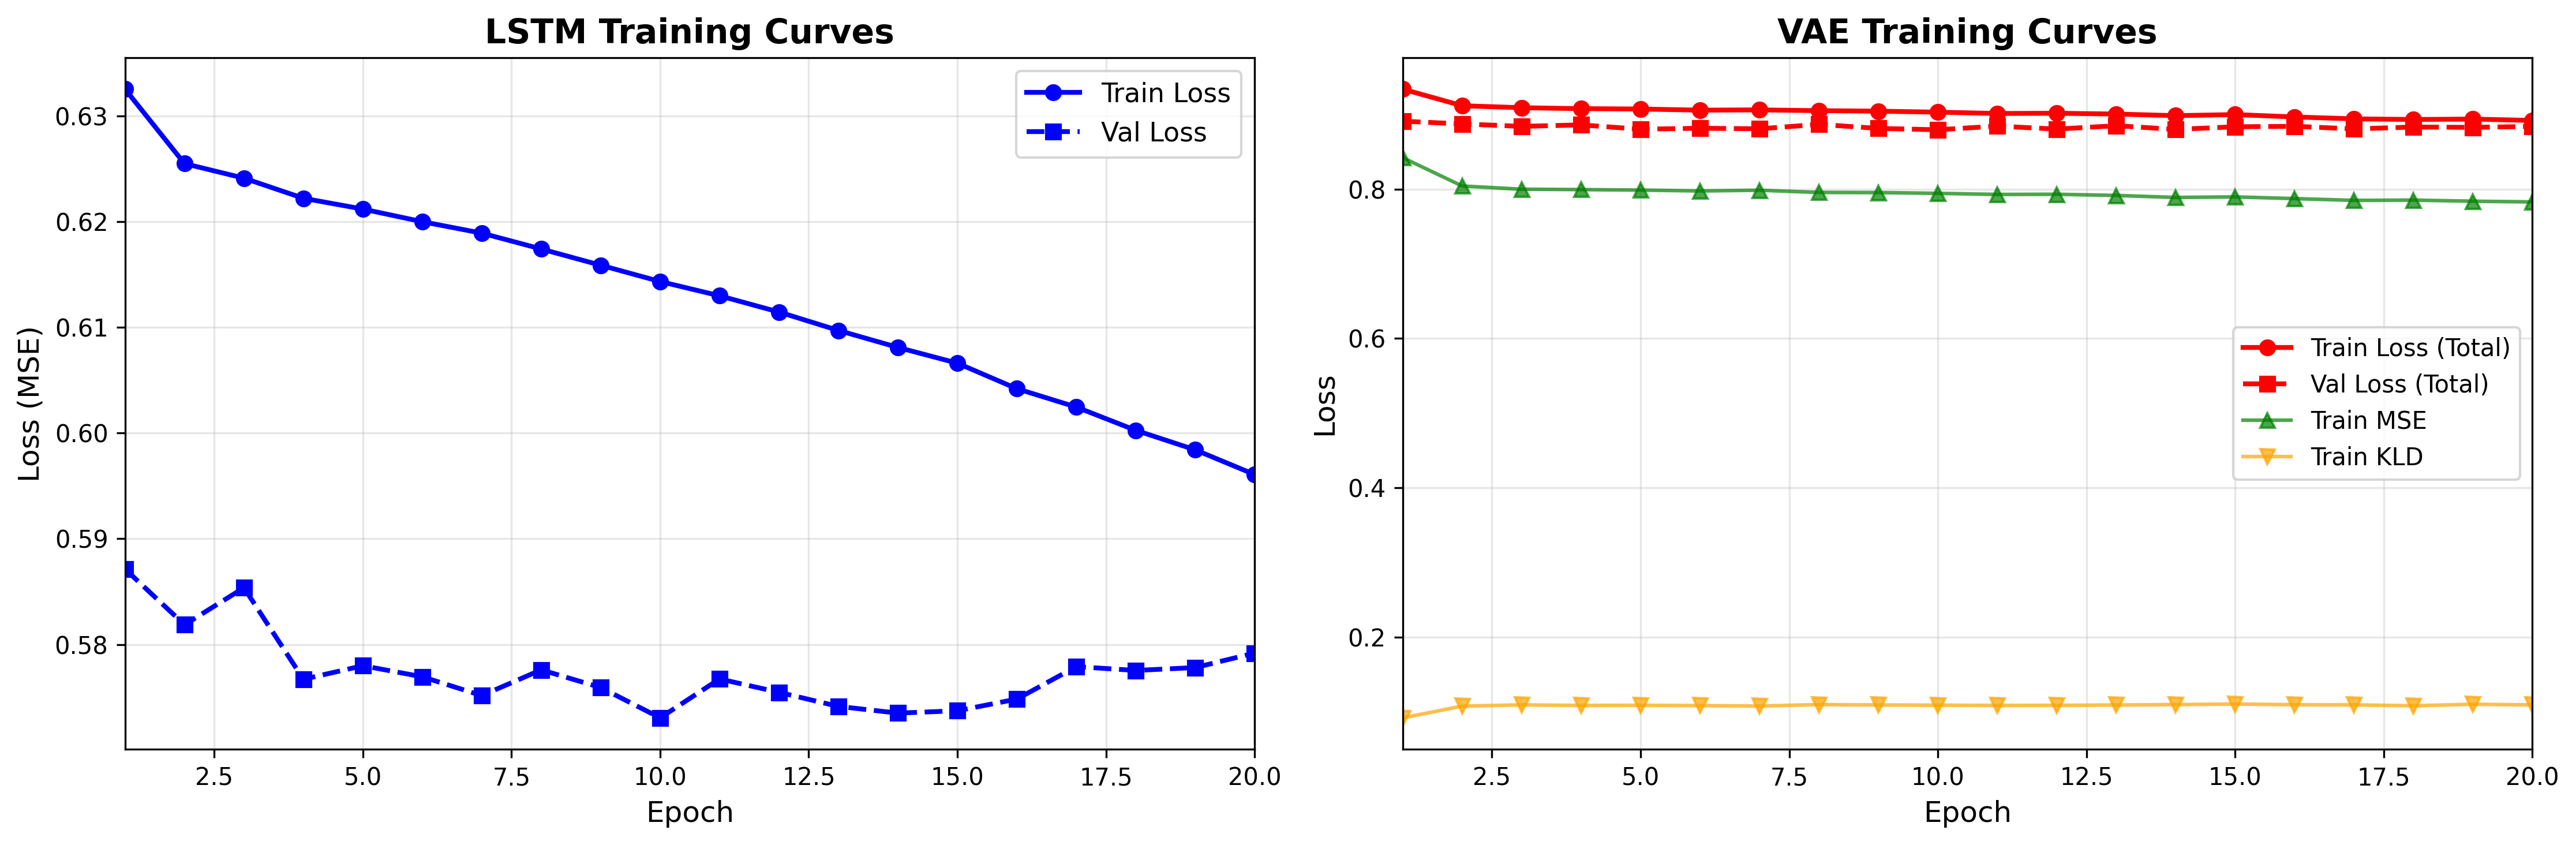 LSTM Training Curves
Loss (MSE)
0.63
0.62
0.61
0.60
0.59
0.58
Train Loss
Val Loss
2.5 5.0 7.5 10.0 12.5 15.0 17.5 20.0
Epoch
VAE Training Curves
Loss
0.8
0.6
0.4
0.2
Train Loss (Total)
Val Loss (Total)
Train MSE
Train KLD
2.5 5.0 7.5 10.0 12.5 15.0 17.5 20.0
Epoch